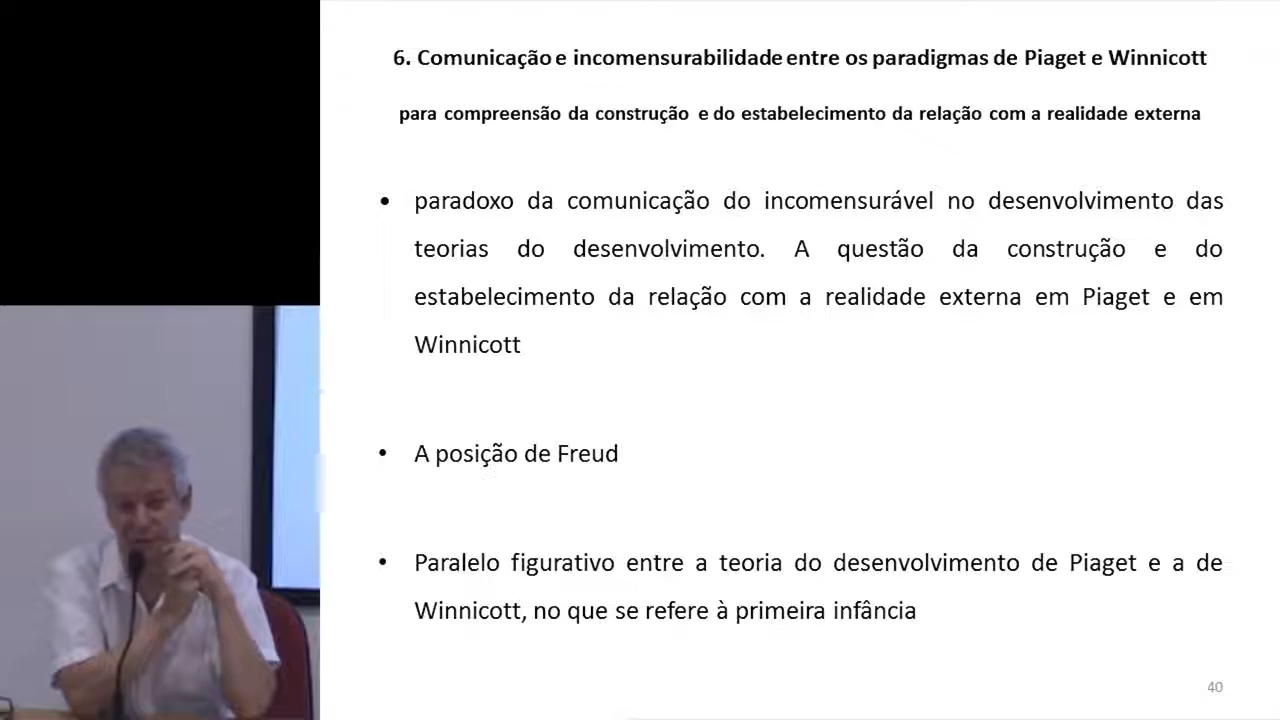 6. Comunicação e incomensurabilidade entre os paradigmas de Piaget e Winnicott
para compreensão da construção e do estabelecimento da relação com a realidade externa
• paradoxo da comunicação do incomensurável no desenvolvimento das
teorias do desenvolvimento. A questão da construção e do
estabelecimento da relação com a realidade externa em Piaget e em
Winnicott
• A posição de Freud
• Paralelo figurativo entre a teoria do desenvolvimento de Piaget e a de
Winnicott, no que se refere à primeira infância
40